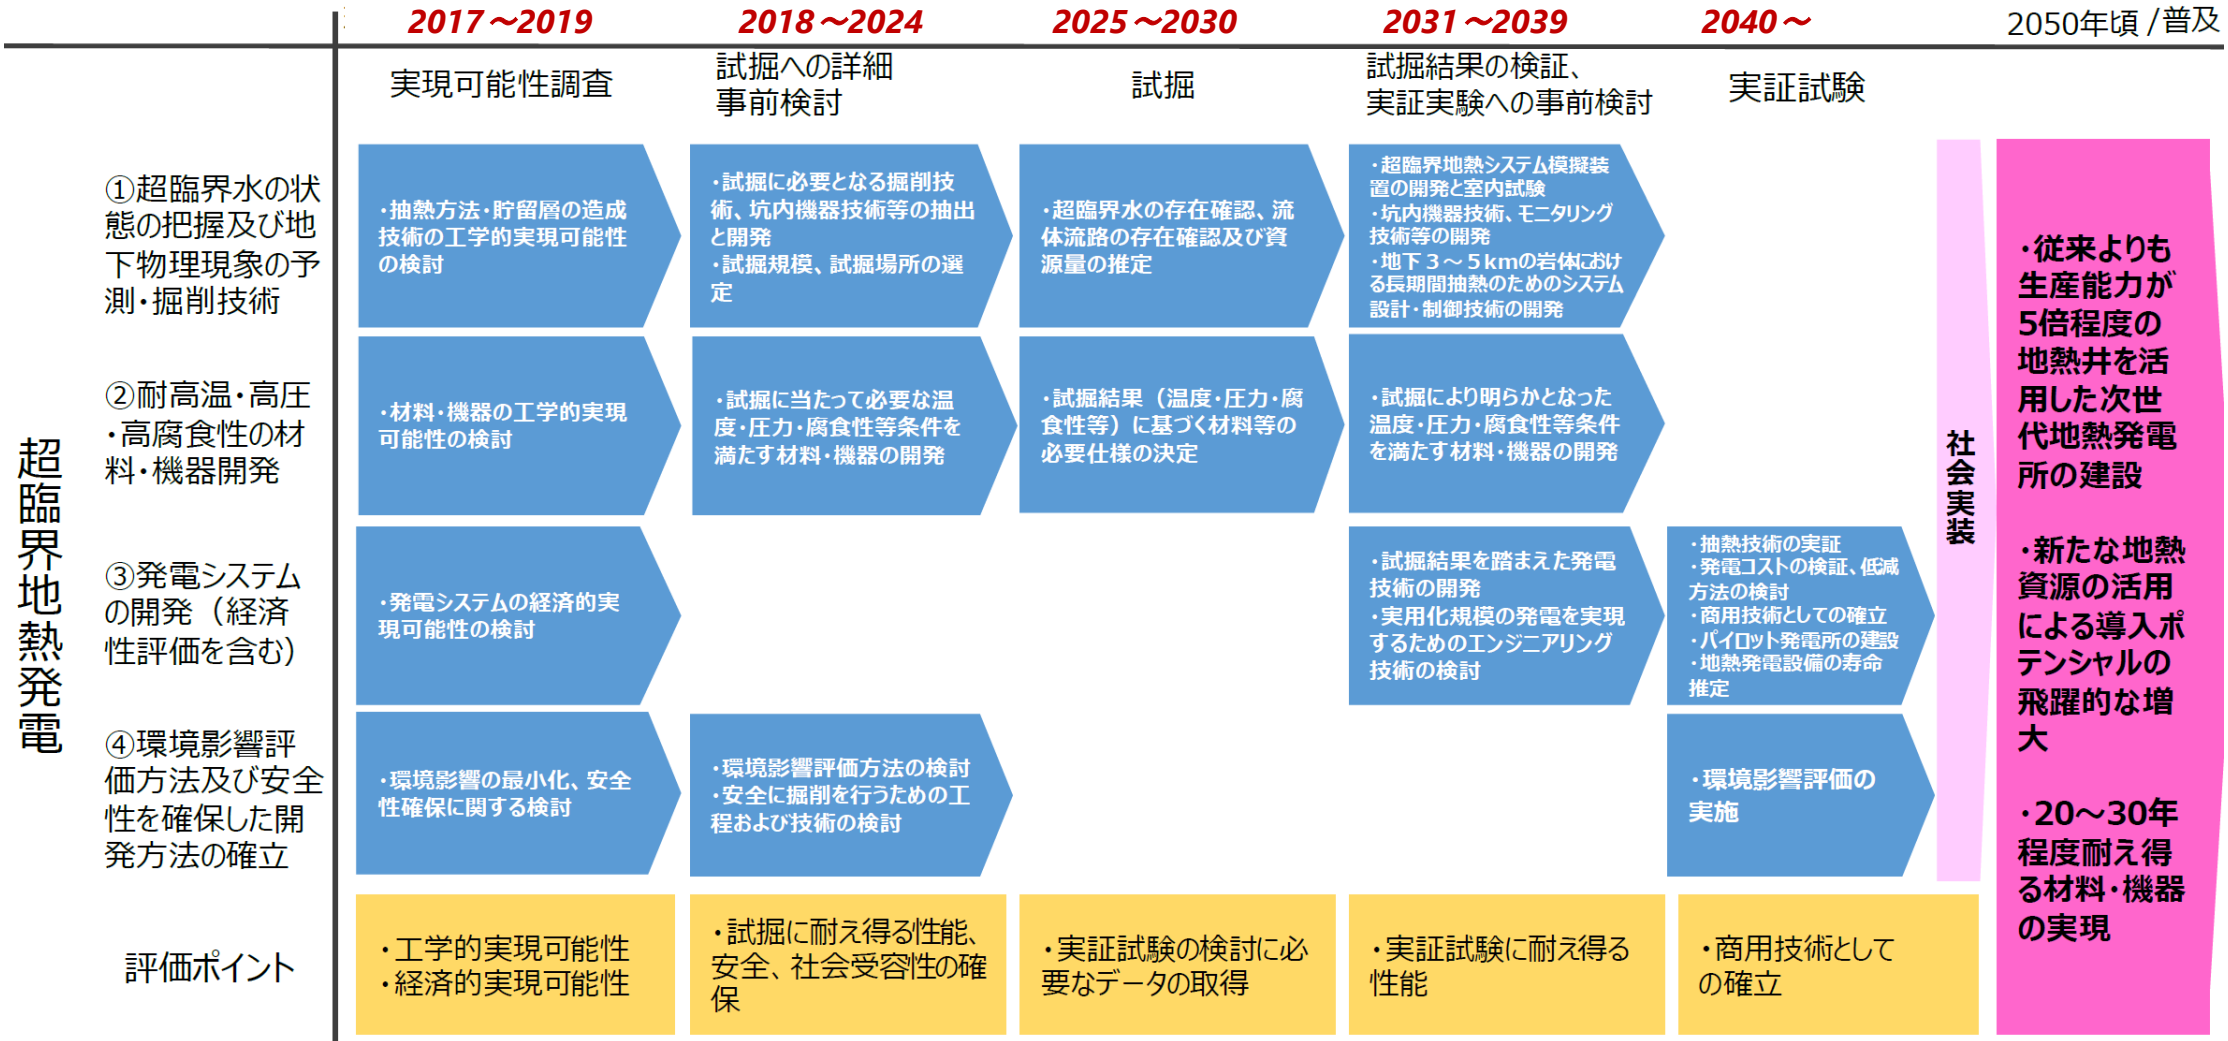 2017～2019
2018～2024
2025～2030
2031～2039
2040～
2050年頃 /普及
実現可能性調査
試掘への詳細
事前検討
試掘
試掘結果の検証、
実証実験への事前検討
実証試験
超臨界地熱発電
①超臨界水の状
態の把握及び地
下物理現象の予
測・掘削技術
・抽熱方法・貯留層の造成
技術の工学的実現可能性
の検討
・試掘に必要となる掘削技
術、坑内機器技術等の抽出
と開発
・試掘規模、試掘場所の選
定
・超臨界水の存在確認、流
体流路の存在確認及び資
源量の推定
・超臨界地熱システム模擬装
置の開発と室内試験
・坑内機器技術、モニタリング
技術等の開発
・地下３～５kmの岩体におけ
る長期間抽熱のためのシステム
設計・制御技術の開発
②耐高温・高圧
・高腐食性の材
料・機器開発
・材料・機器の工学的実現
可能性の検討
・試掘に当たって必要な温
度・圧力・腐食性等条件を
満たす材料・機器の開発
・試掘結果（温度・圧力・腐
食性等）に基づく材料等の
必要仕様の決定
・試掘により明らかとなった
温度・圧力・腐食性等条件
を満たす材料・機器の開発
③発電システム
の開発（経済
性評価を含む）
・発電システムの経済的実
現可能性の検討
・試掘結果を踏まえた発電
技術の開発
・実用化規模の発電を実現
するためのエンジニアリング
技術の検討
・抽熱技術の実証
・発電コストの検証、低減
方法の検討
・商用技術としての確立
・パイロット発電所の建設
・地熱発電設備の寿命
推定
④環境影響評
価方法及び安全
性を確保した開
発方法の確立
・環境影響の最小化、安全
性確保に関する検討
・環境影響評価方法の検討
・安全に掘削を行うための工
程および技術の検討
・環境影響評価の
実施
社会実装
・従来よりも
生産能力が
5倍程度の
地熱井を活
用した次世
代地熱発電
所の建設
・新たな地熱
資源の活用
による導入ポ
テンシャルの
飛躍的な増
大
・20～30年
程度耐え得
る材料・機器
の実現
評価ポイント
・工学的実現可能性
・経済的実現可能性
・試掘に耐え得る性能、
安全、社会受容性の確
保
・実証試験の検討に必
要なデータの取得
・実証試験に耐え得る
性能
・商用技術として
の確立